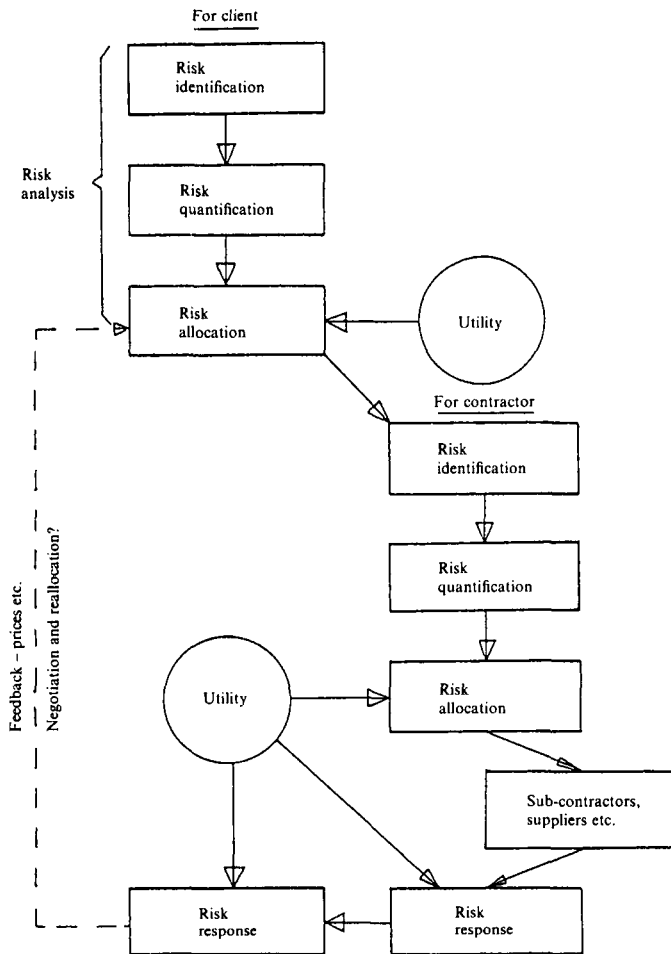 For client
Risk
identification
Risk
analysis
Risk
quantification
Risk
allocation
Utility
For contractor
Risk
identification
Risk
quantification
Feedback – prices etc.
Negotiation and reallocation?
Utility
Risk
allocation
Sub-contractors,
suppliers etc.
Risk
response
Risk
response